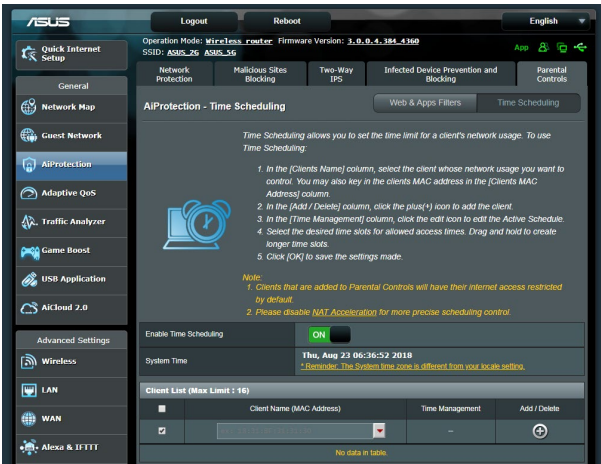 ASUS
Logout
Reboot
English
Quick Internet
Setup
Operation Mode: Wireless router Firmware Version: 3.0.0.4.384_4360
SSID: ASUS_2G ASUS_5G
App
General
Network Map
Guest Network
AiProtection
Adaptive QoS
Traffic Analyzer
Game Boost
USB Application
AiCloud 2.0
Advanced Settings
Wireless
LAN
WAN
Alexa & IFTTT
Network
Protection
Malicious Sites
Blocking
Two-Way
IPS
Infected Device Prevention and
Blocking
Parental
Controls
AiProtection - Time Scheduling
Web & Apps Filters
Time Scheduling
Time Scheduling allows you to set the time limit for a client's network usage. To use
Time Scheduling:
1. In the [Clients Name] column, select the client whose network usage you want to
control. You may also key in the clients MAC address in the [Clients MAC
Address] column.
2. In the [Add / Delete] column, click the plus(+) icon to add the client.
3. In the [Time Management] column, click the edit icon to edit the Active Schedule.
4. Select the desired time slots for allowed access times. Drag and hold to create
longer time slots.
5. Click [OK] to save the settings made.
Note:
1. Clients that are added to Parental Controls will have their internet access restricted
by default.
2. Please disable NAT Acceleration for more precise scheduling control.
Enable Time Scheduling
ON
System Time
Thu, Aug 23 06:36:52 2018
* Reminder: The System time zone is different from your locale setting.
Client List (Max Limit : 16)
Client Name (MAC Address)
Time Management
Add / Delete
–
No data in table.